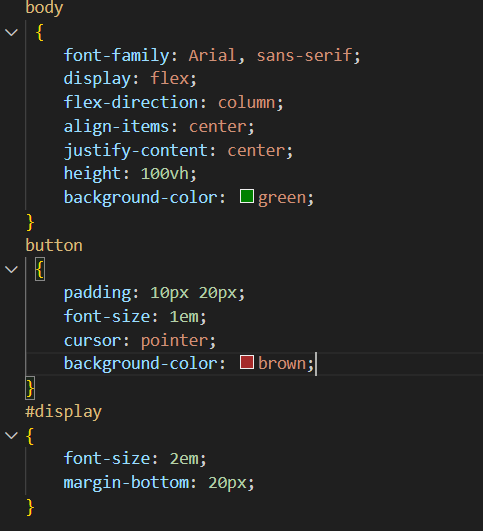 body
{
font-family: Arial, sans-serif;
display: flex;
flex-direction: column;
align-items: center;
justify-content: center;
height: 100vh;
background-color: green;
}
button
{
padding: 10px 20px;
font-size: 1em;
cursor: pointer;
background-color: brown;
}
#display
{
font-size: 2em;
margin-bottom: 20px;
}